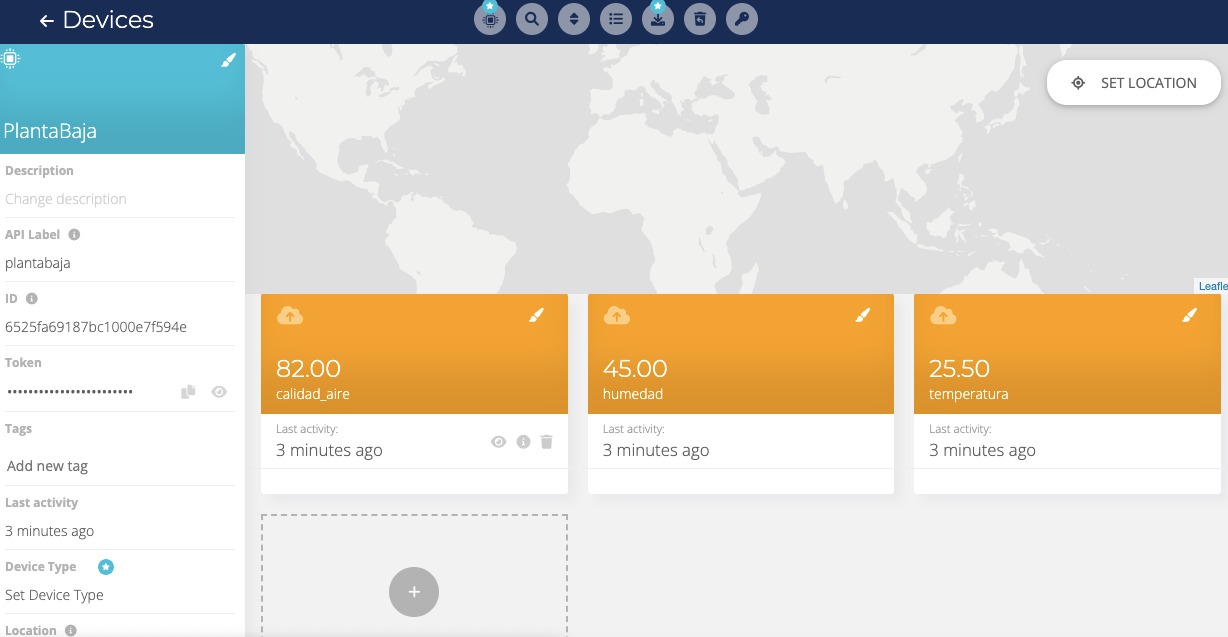 Devices
SET LOCATION
PlantaBaja
Description
Change description
API Label
plantabaja
ID
6525fa69187bc1000e7f594e
Token
••••••••••••••••••••••••
Tags
Add new tag
Last activity
3 minutes ago
Device Type
Set Device Type
Location
Leafle
82.00
calidad_aire
Last activity:
3 minutes ago
45.00
humedad
Last activity:
3 minutes ago
25.50
temperatura
Last activity:
3 minutes ago